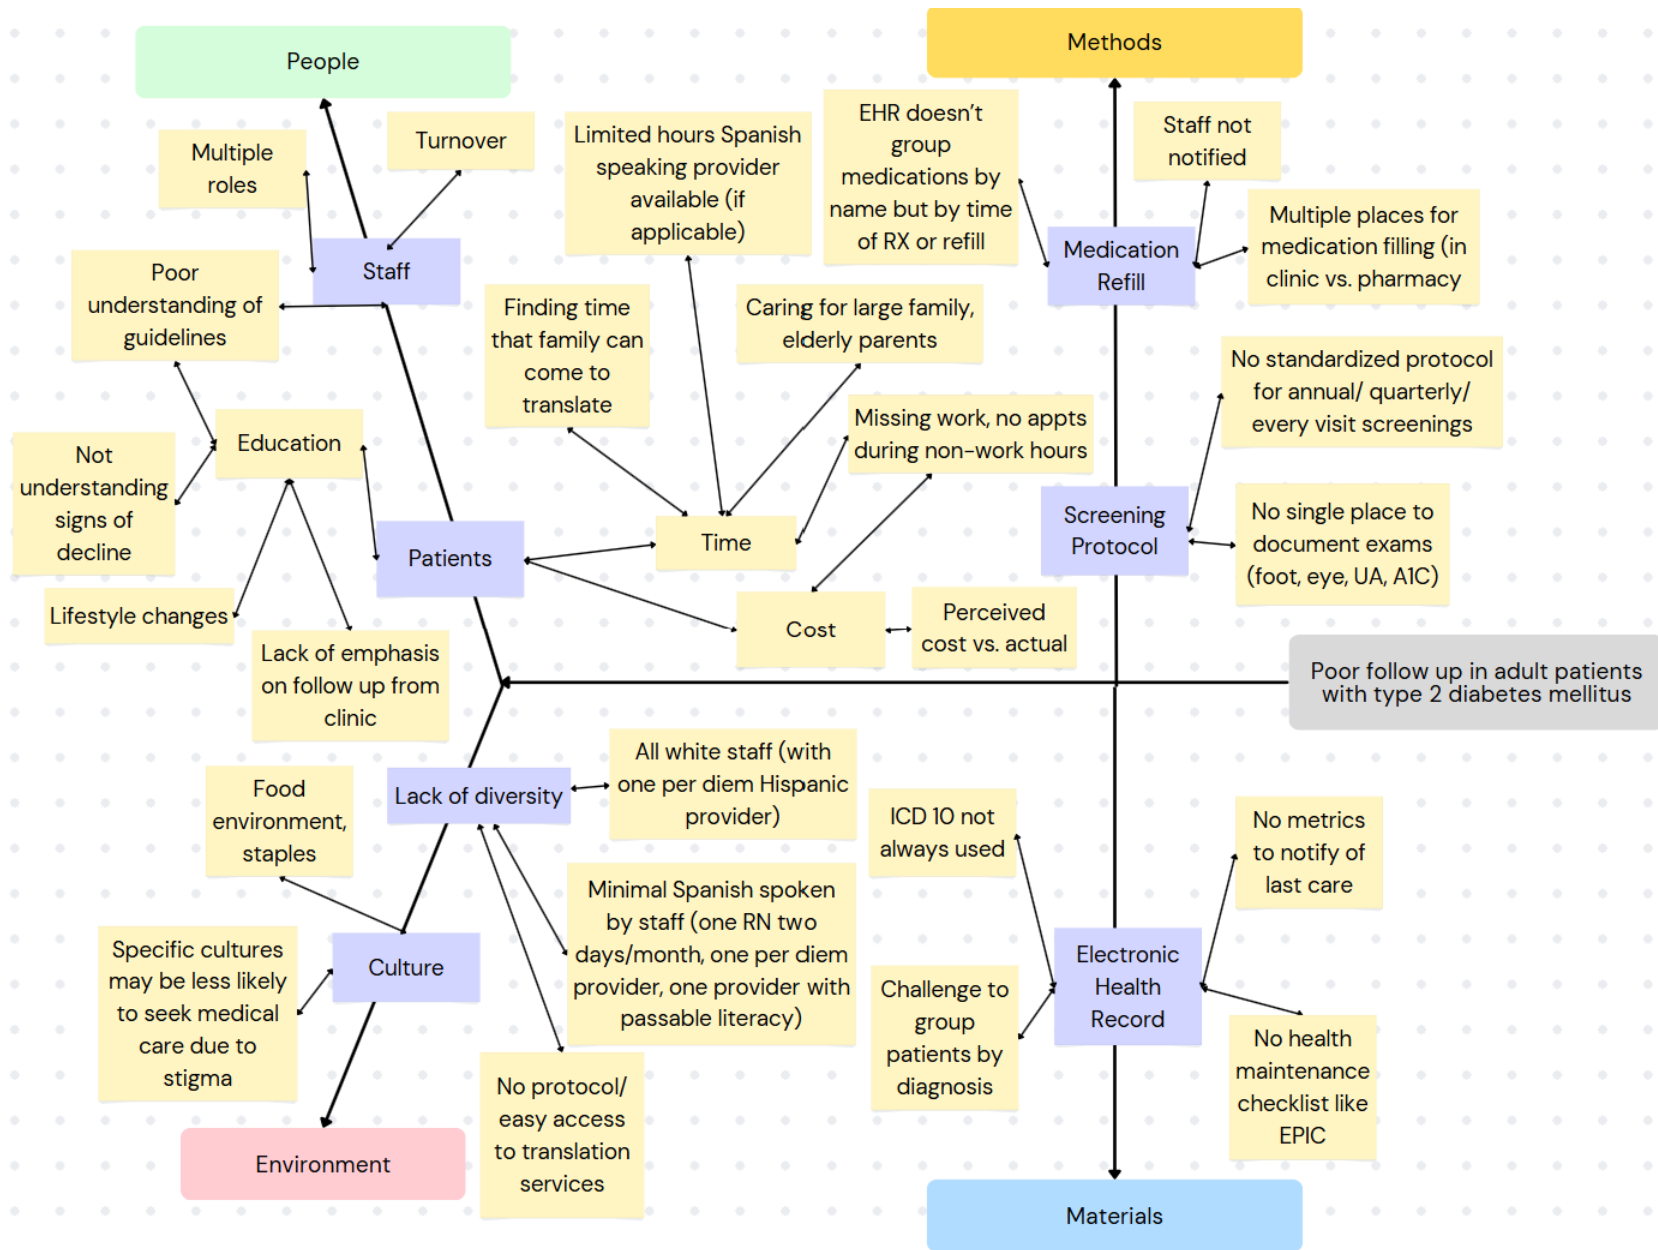 People
Methods
Multiple
roles
Turnover
Limited hours Spanish
speaking provider
available (if
applicable)
EHR doesn't
group
medications by
name but by time
of RX or refill
Staff not
notified
Multiple places for
medication filling (in
clinic vs. pharmacy
Medication
Refill
Staff
Poor
understanding of
guidelines
Finding time
that family can
come to
translate
Caring for large family,
elderly parents
No standardized protocol
for annual/ quarterly/
every visit screenings
Missing work, no appts
during non-work hours
Education
Not
understanding
signs of
decline
Patients
Time
Screening
Protocol
No single place to
document exams
(foot, eye, UA, A1C)
Lifestyle changes
Lack of emphasis
on follow up from
clinic
Cost
Perceived
cost vs. actual
Poor follow up in adult patients
with type 2 diabetes mellitus
Food
environment,
staples
Lack of diversity
All white staff (with
one per diem Hispanic
provider)
ICD 10 not
always used
No metrics
to notify of
last care
Minimal Spanish spoken
by staff (one RN two
days/month, one per diem
provider, one provider with
passable literacy)
Specific cultures
may be less likely
to seek medical
care due to
stigma
Culture
Electronic
Health
Record
Challenge to
group
patients by
diagnosis
No health
maintenance
checklist like
EPIC
No protocol/
easy access
to translation
services
Environment
Materials